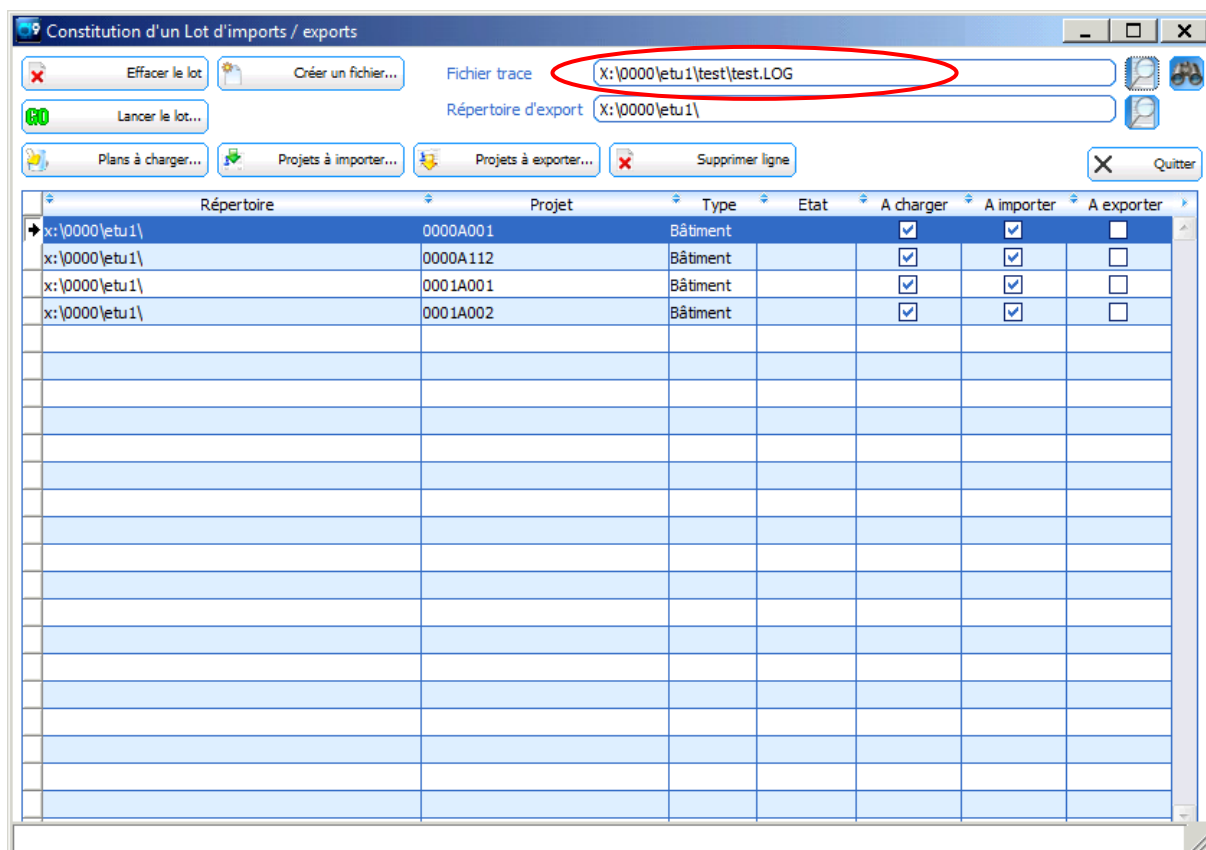 Constitution d'un Lot d'imports / exports
Effacer le lot Créer un fichier... Fichier trace X:\0000\etu1\test\test.LOG
GO Lancer le lot... Répertoire d'export X:\0000\etu1\
Plans à charger... Projets à importer... Projets à exporter... Supprimer ligne Quitter
Répertoire Projet Type Etat A charger A importer A exporter
x:\0000\etu1\ 0000A001 Bâtiment
x:\0000\etu1\ 0000A112 Bâtiment
x:\0000\etu1\ 0001A001 Bâtiment
x:\0000\etu1\ 0001A002 Bâtiment